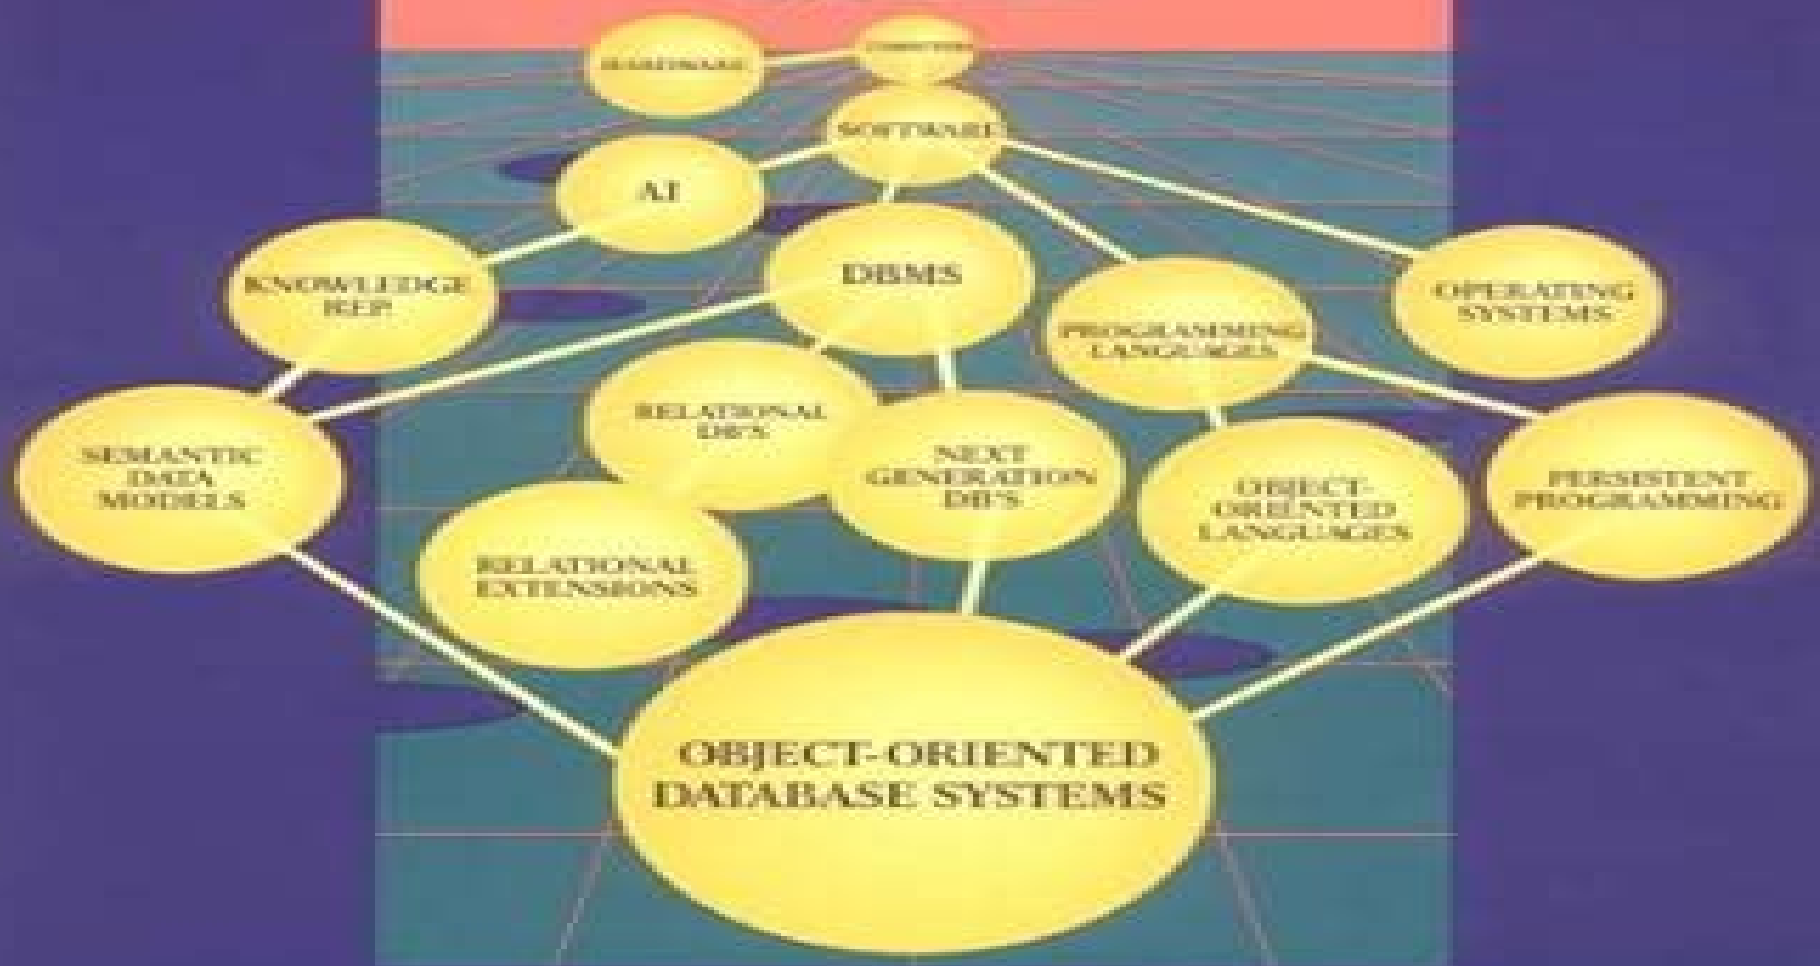 HARDWARE
COMPUTERS
SOFTWARE
AI
KNOWLEDGE
REP.
DBMS
PROGRAMMING
LANGUAGES
OPERATING
SYSTEMS
RELATIONAL
DB'S
SEMANTIC
DATA
MODELS
NEXT
GENERATION
DB'S
OBJECT-
ORIENTED
LANGUAGES
PERSISTENT
PROGRAMMING
RELATIONAL
EXTENSIONS
OBJECT-ORIENTED
DATABASE SYSTEMS